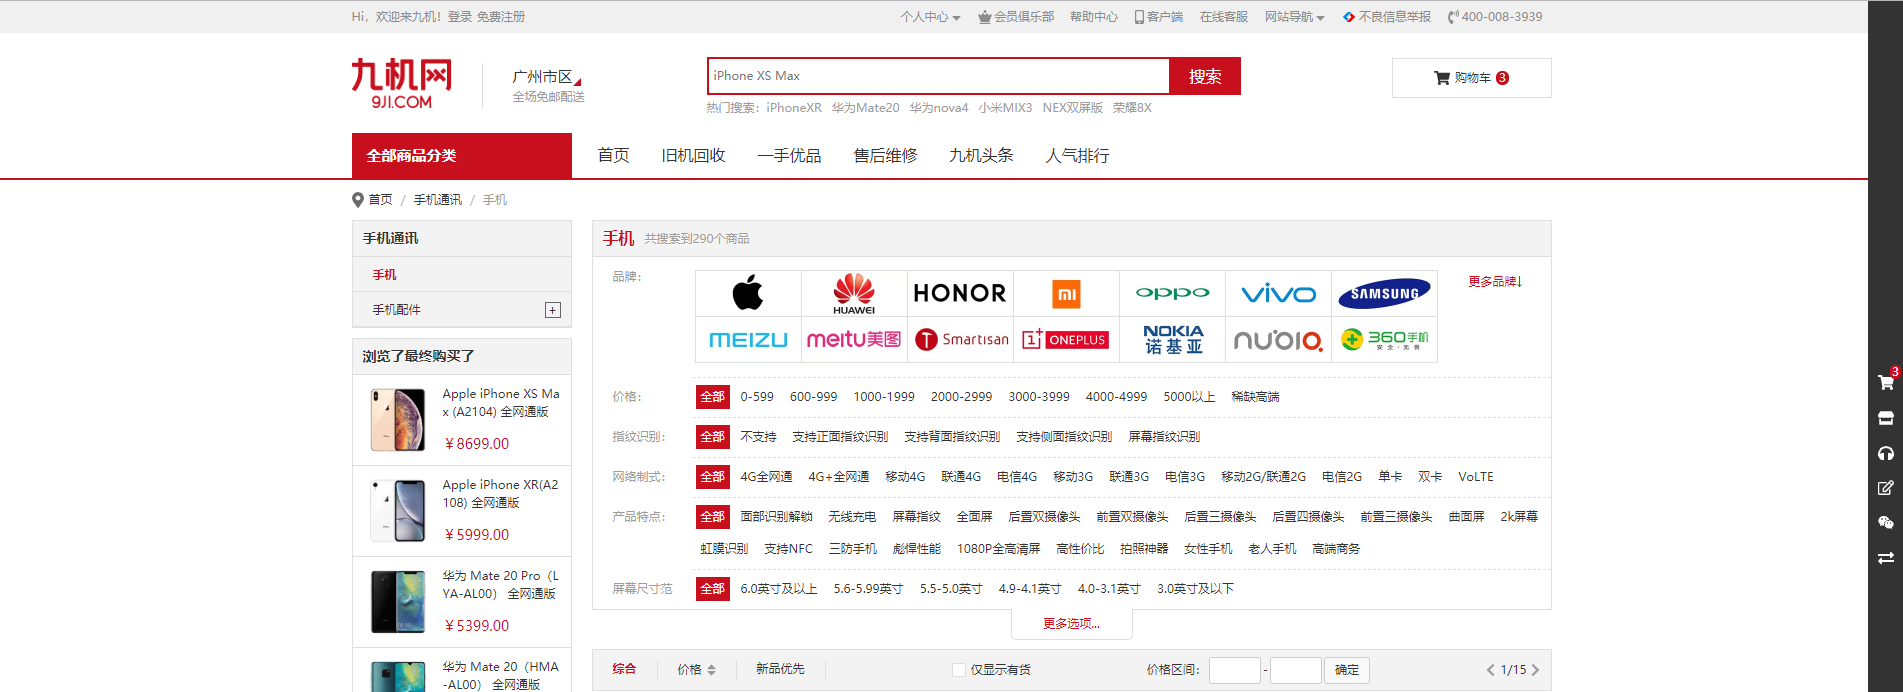 Hi，欢迎来九机! 登录 免费注册
个人中心 会员俱乐部 帮助中心 客户端 在线客服 网站导航 不良信息举报 400-008-3939
九机网
9JI.COM
广州市区
全场免邮配送
iPhone XS Max
搜索
热门搜索: iPhoneXR 华为Mate20 华为nova4 小米MIX3 NEX双屏版 荣耀8X
购物车 3
全部商品分类 首页 旧机回收 一手优品 售后维修 九机头条 人气排行
首页 / 手机通讯 / 手机
手机通讯
手机
手机配件 +
浏览了最终购买了
Apple iPhone XS Ma
x (A2104) 全网通版
￥8699.00
Apple iPhone XR(A2
108) 全网通版
￥5999.00
华为 Mate 20 Pro（L
YA-AL00） 全网通版
￥5399.00
华为 Mate 20（HMA
-AL00） 全网通版
手机 共搜索到290个商品
品牌:
HUAWEI HONOR mi oppo vivo SAMSUNG
更多品牌↓
MEIZU meitu美图 T Smartisan 1+ ONEPLUS NOKIA 诺基亚 nubia 360手机 安全·无畏
价格: 全部 0-599 600-999 1000-1999 2000-2999 3000-3999 4000-4999 5000以上 稀缺高端
指纹识别: 全部 不支持 支持正面指纹识别 支持背面指纹识别 支持侧面指纹识别 屏幕指纹识别
网络制式: 全部 4G全网通 4G+全网通 移动4G 联通4G 电信4G 移动3G 联通3G 电信3G 移动2G/联通2G 电信2G 单卡 双卡 VoLTE
产品特点: 全部 面部识别解锁 无线充电 屏幕指纹 全面屏 后置双摄像头 前置双摄像头 后置三摄像头 后置四摄像头 前置三摄像头 曲面屏 2k屏幕
虹膜识别 支持NFC 三防手机 彪悍性能 1080P全高清屏 高性价比 拍照神器 女性手机 老人手机 高端商务
屏幕尺寸范 全部 6.0英寸及以上 5.6-5.99英寸 5.5-5.0英寸 4.9-4.1英寸 4.0-3.1英寸 3.0英寸及以下
更多选项...
综合 价格 新品优先 仅显示有货 价格区间: - 确定 1/15
3